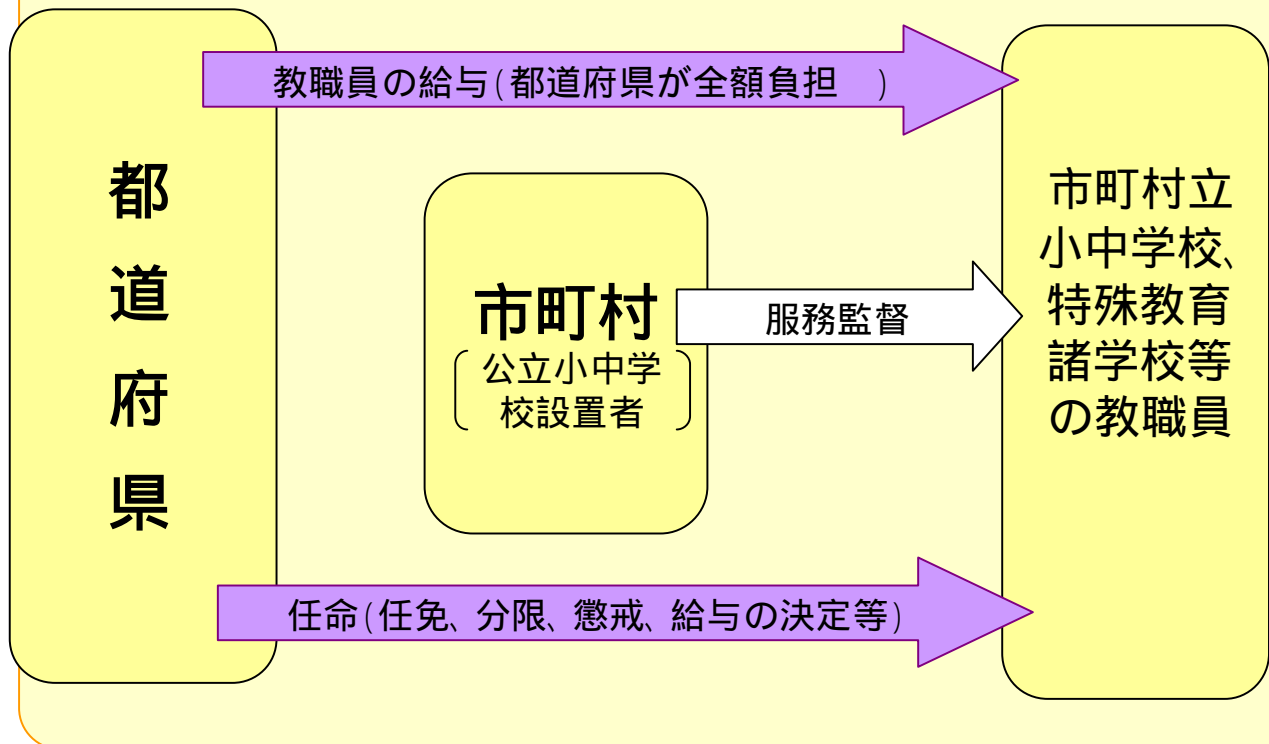 都
道
府
県
教職員の給与(都道府県が全額負担　)
市町村
公立小中学
校設置者
服務監督
任命(任免、分限、懲戒、給与の決定等)
市町村立
小中学校、
特殊教育
諸学校等
の教職員